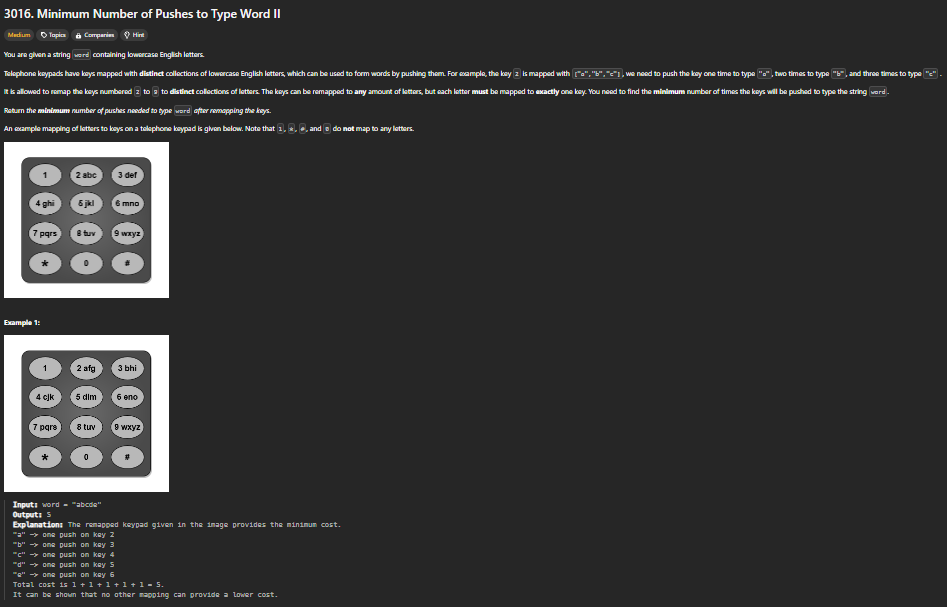 3016. Minimum Number of Pushes to Type Word II
Medium Topics Companies Hint
You are given a string word containing lowercase English letters.
Telephone keypads have keys mapped with distinct collections of lowercase English letters, which can be used to form words by pushing them. For example, the key 2 is mapped with ["a","b","c"], we need to push the key one time to type "a", two times to type "b", and three times to type "c" .
It is allowed to remap the keys numbered 2 to 9 to distinct collections of letters. The keys can be remapped to any amount of letters, but each letter must be mapped to exactly one key. You need to find the minimum number of times the keys will be pushed to type the string word.
Return the minimum number of pushes needed to type word after remapping the keys.
An example mapping of letters to keys on a telephone keypad is given below. Note that 1, *, #, and 0 do not map to any letters.
1 2 abc 3 def
4 ghi 5 jkl 6 mno
7 pqrs 8 tuv 9 wxyz
* 0 #
Example 1:
1 2 afg 3 bhi
4 cjk 5 dlm 6 eno
7 pqrs 8 tuv 9 wxyz
* 0 #
Input: word = "abcde"
Output: 5
Explanation: The remapped keypad given in the image provides the minimum cost.
"a" -> one push on key 2
"b" -> one push on key 3
"c" -> one push on key 4
"d" -> one push on key 5
"e" -> one push on key 6
Total cost is 1 + 1 + 1 + 1 + 1 = 5.
It can be shown that no other mapping can provide a lower cost.